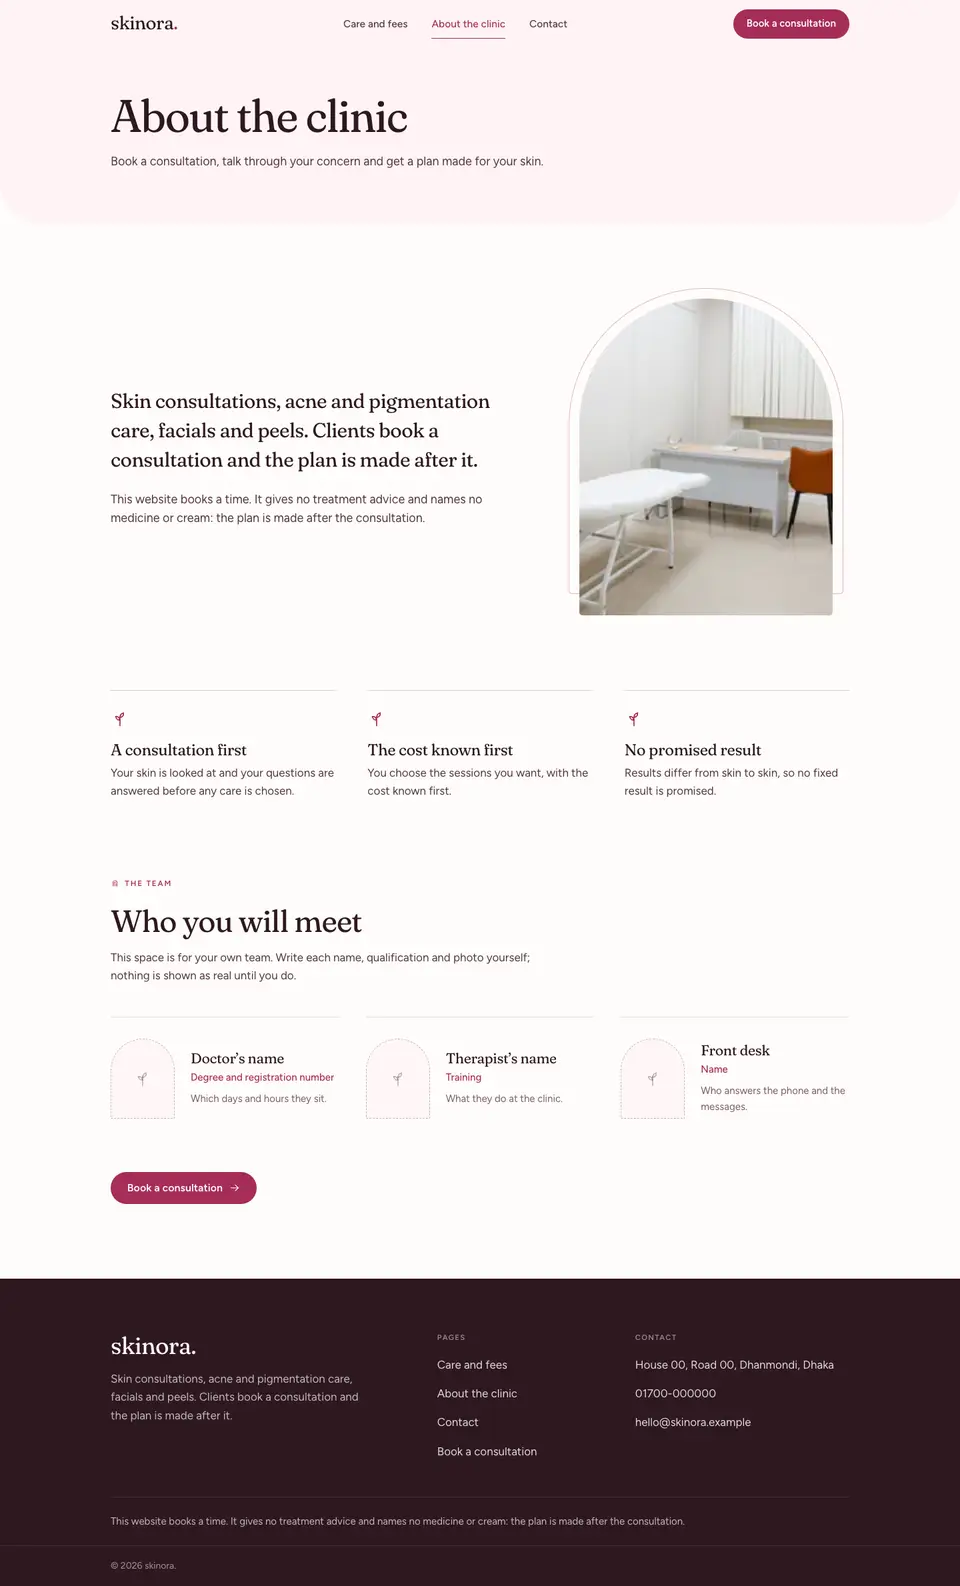 skinora.
Care and fees
About the clinic
Contact
Book a consultation
About the clinic
Book a consultation, talk through your concern and get a plan made for your skin.
Skin consultations, acne and pigmentation
care, facials and peels. Clients book a
consultation and the plan is made after it.
This website books a time. It gives no treatment advice and names no
medicine or cream: the plan is made after the consultation.
A consultation first
Your skin is looked at and your questions are
answered before any care is chosen.
The cost known first
You choose the sessions you want, with the
cost known first.
No promised result
Results differ from skin to skin, so no fixed
result is promised.
THE TEAM
Who you will meet
This space is for your own team. Write each name, qualification and photo yourself;
nothing is shown as real until you do.
Doctor’s name
Degree and registration number
Which days and hours they sit.
Therapist’s name
Training
What they do at the clinic.
Front desk
Name
Who answers the phone and the
messages.
Book a consultation →
skinora.
Skin consultations, acne and pigmentation care,
facials and peels. Clients book a consultation and
the plan is made after it.
PAGES
Care and fees
About the clinic
Contact
Book a consultation
CONTACT
House 00, Road 00, Dhanmondi, Dhaka
01700-000000
hello@skinora.example
This website books a time. It gives no treatment advice and names no medicine or cream: the plan is made after the consultation.
© 2026 skinora.